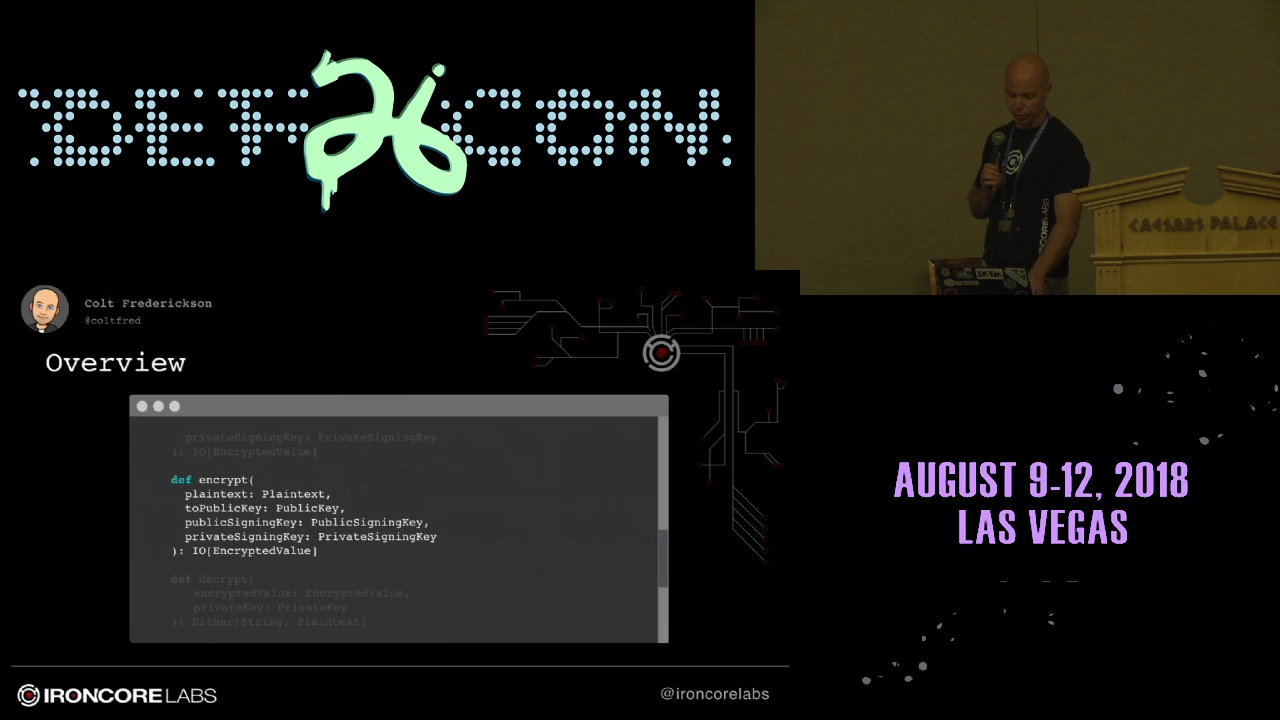 DEF 26 CON
CAESARS PALACE
Colt Frederickson
@coltfred
Overview
privateSigningKey: PrivateSigningKey
): IO[EncryptedValue]
def encrypt(
plaintext: Plaintext,
toPublicKey: PublicKey,
publicSigningKey: PublicSigningKey,
privateSigningKey: PrivateSigningKey
): IO[EncryptedValue]
def decrypt(
encryptedValue: EncryptedValue,
privateKey: PrivateKey
): Either[String, Plaintext]
IRONCORE LABS
@ironcorelabs
AUGUST 9-12, 2018
LAS VEGAS